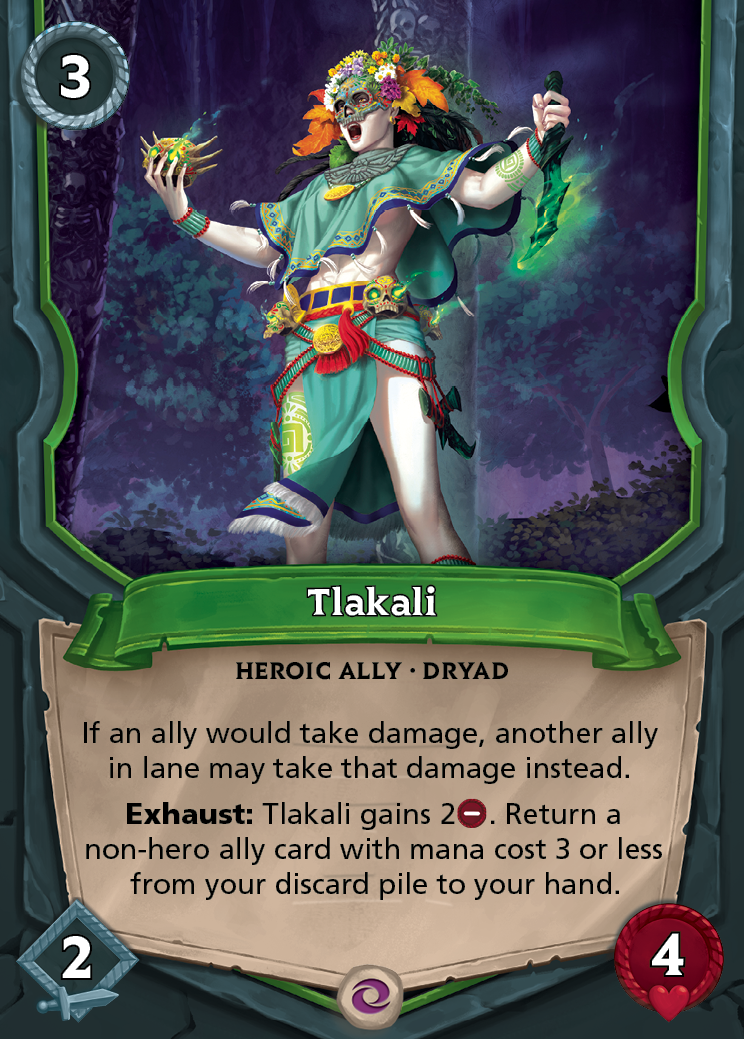 3
Tlakali
HEROIC ALLY · DRYAD
If an ally would take damage, another ally
in lane may take that damage instead.
Exhaust: Tlakali gains 2⛔. Return a
non-hero ally card with mana cost 3 or less
from your discard pile to your hand.
2
4